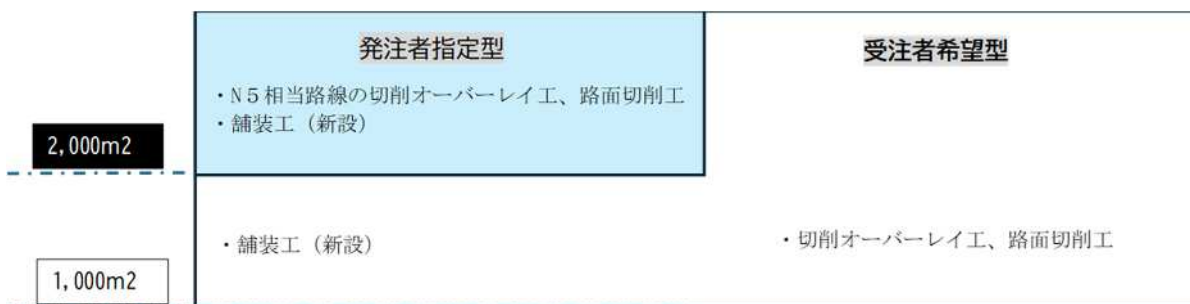 発注者指定型
受注者希望型
・N5相当路線の切削オーバーレイ工、路面切削工
・舗装工（新設）
2,000m2
・舗装工（新設）
・切削オーバーレイ工、路面切削工
1,000m2